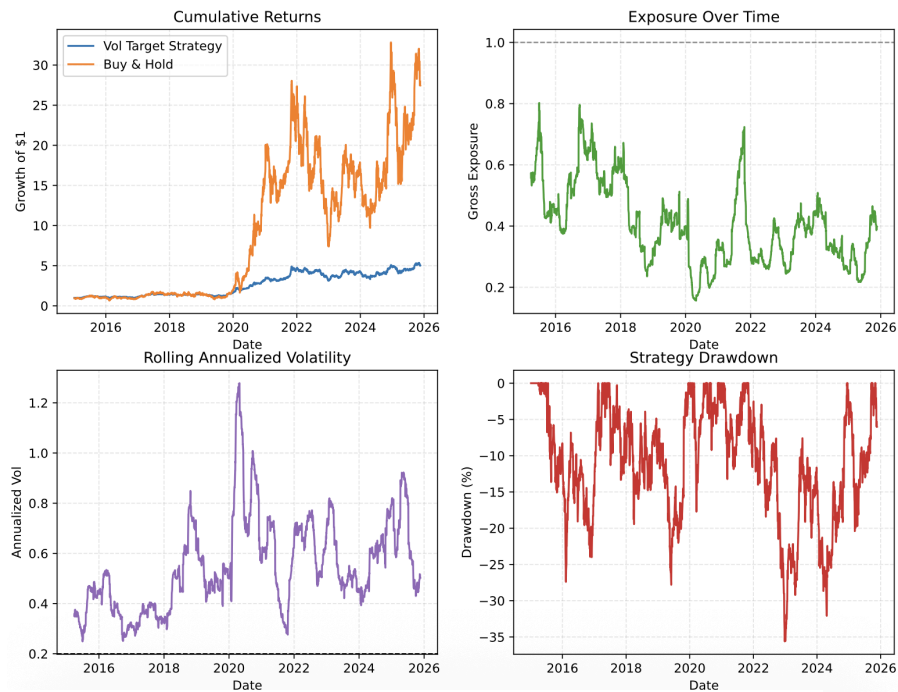 Cumulative Returns
Vol Target Strategy
Buy & Hold
Growth of $1
30
25
20
15
10
5
0
2016 2018 2020 2022 2024 2026
Date
Exposure Over Time
Gross Exposure
1.0
0.8
0.6
0.4
0.2
2016 2018 2020 2022 2024 2026
Date
Rolling Annualized Volatility
Annualized Vol
1.2
1.0
0.8
0.6
0.4
0.2
2016 2018 2020 2022 2024 2026
Date
Strategy Drawdown
Drawdown (%)
0
−5
−10
−15
−20
−25
−30
−35
2016 2018 2020 2022 2024 2026
Date